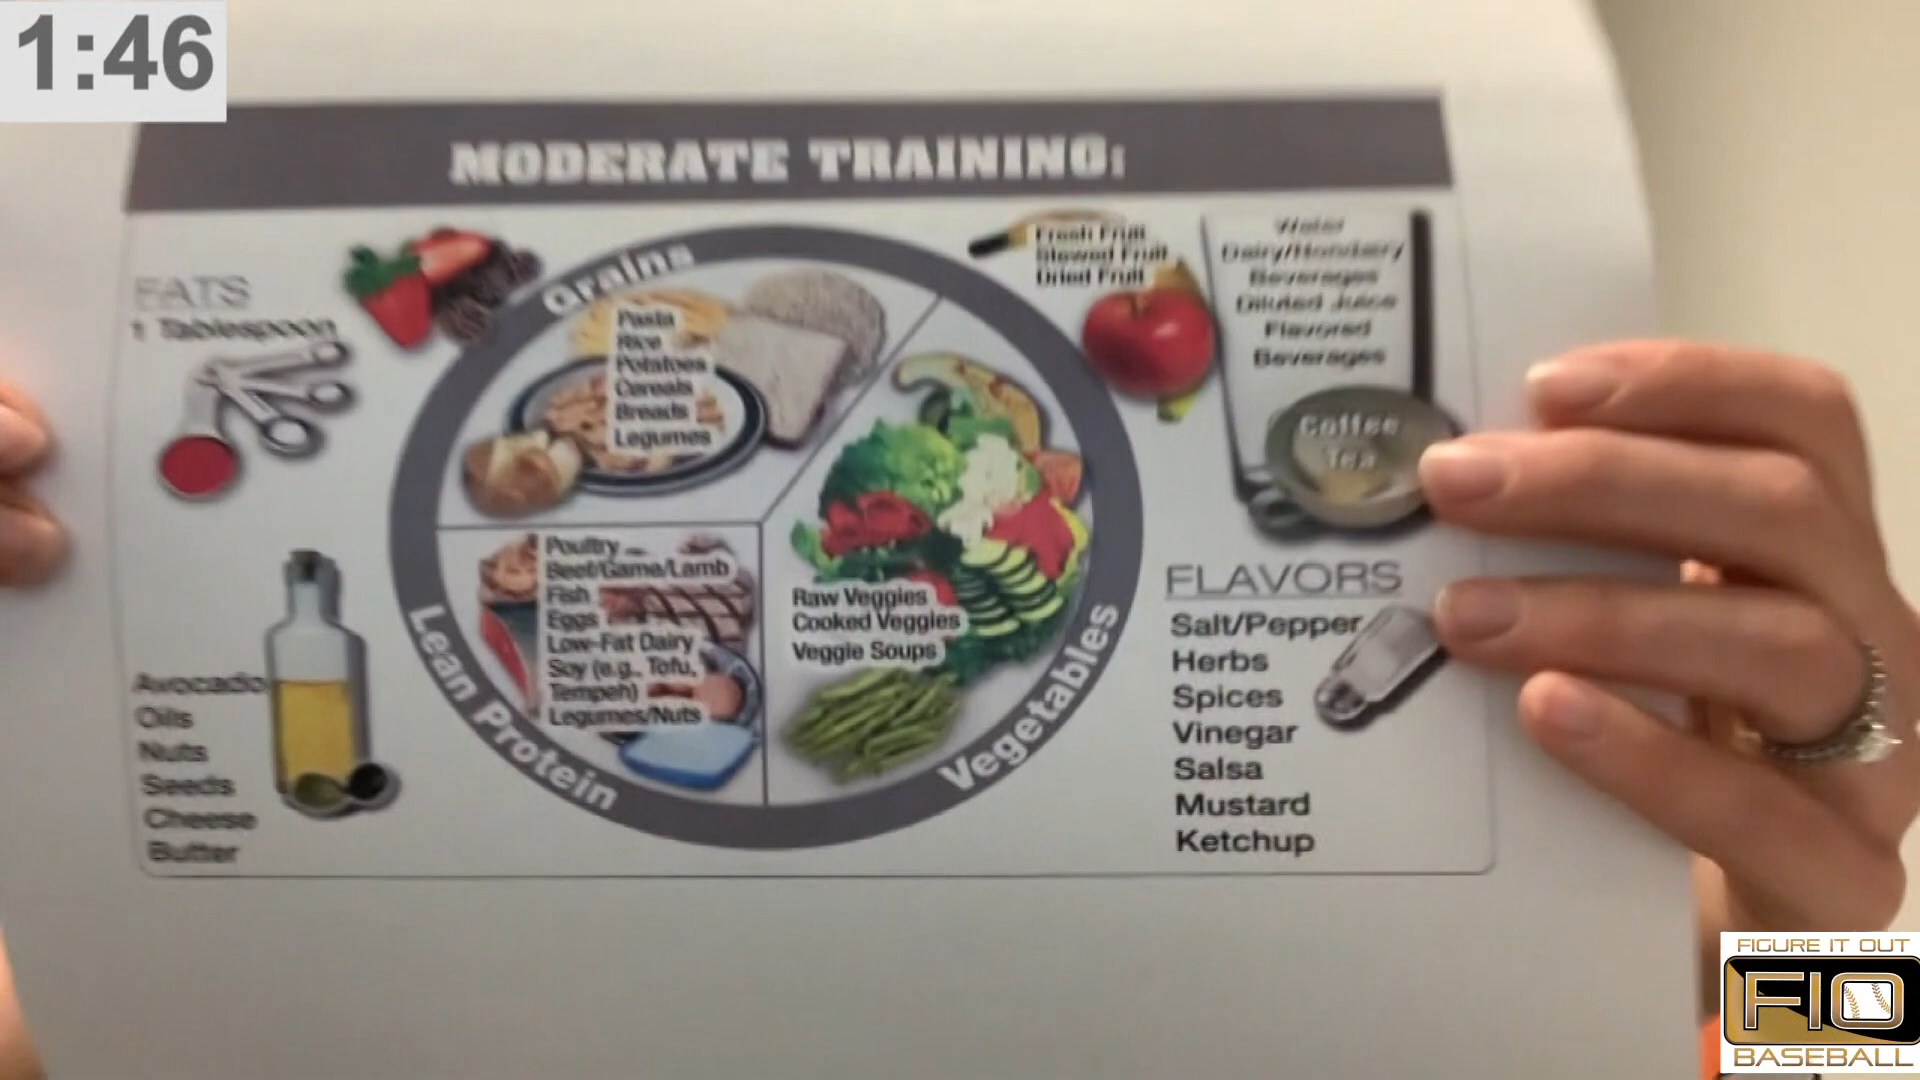 1:46
MODERATE TRAINING:
FATS
1 Tablespoon
Avocado
Oils
Nuts
Seeds
Cheese
Butter
Grains
Pasta
Rice
Potatoes
Cereals
Breads
Legumes
Lean Protein
Poultry
Beef/Game/Lamb
Fish
Eggs
Low-Fat Dairy
Soy (e.g., Tofu,
Tempeh)
Legumes/Nuts
Vegetables
Raw Veggies
Cooked Veggies
Veggie Soups
Fresh Fruit
Stewed Fruit
Dried Fruit
Water
Dairy/Nondairy
Beverages
Diluted Juice
Flavored
Beverages
Coffee
Tea
FLAVORS
Salt/Pepper
Herbs
Spices
Vinegar
Salsa
Mustard
Ketchup
FIGURE IT OUT
FIO
BASEBALL